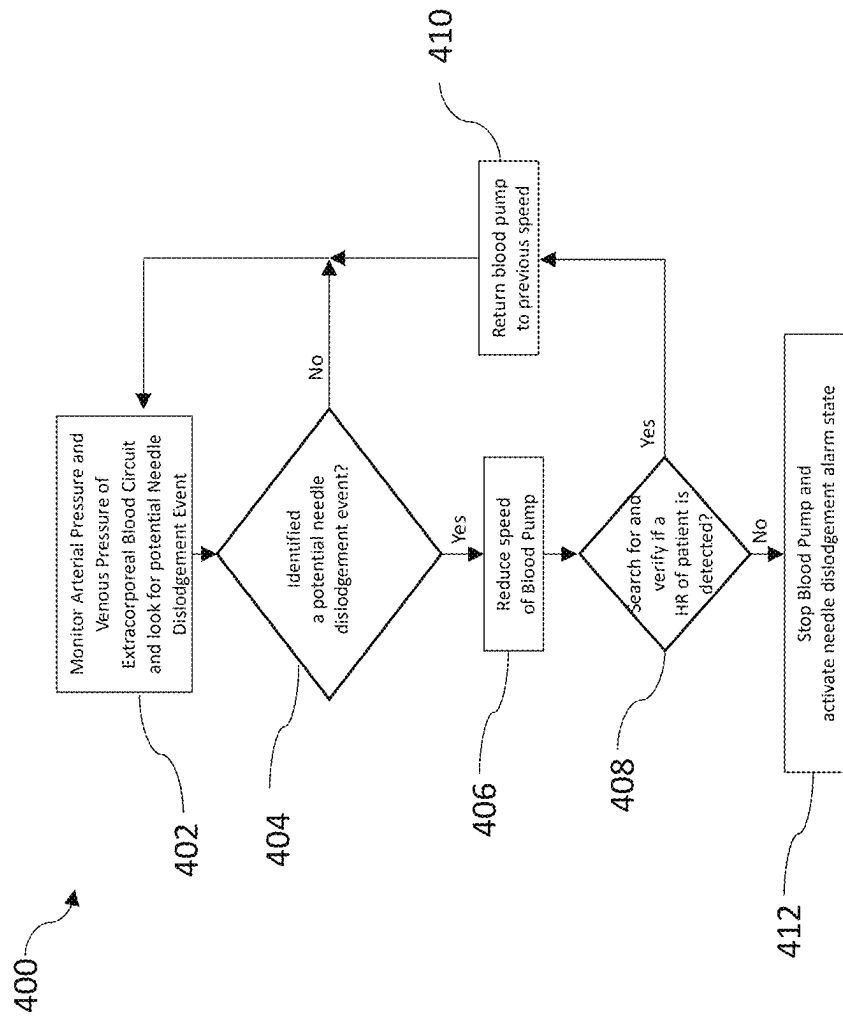 400
402
Monitor Arterial Pressure and
Venous Pressure of
Extracorporeal Blood Circuit
and look for potential Needle
Dislodgement Event
404
Identified
a potential needle
dislodgement event?
No
Yes
406
Reduce speed
of Blood Pump
408
Search for and
verify if a
HR of patient is
detected?
Yes
No
410
Return blood pump
to previous speed
412
Stop Blood Pump and
activate needle dislodgement alarm state